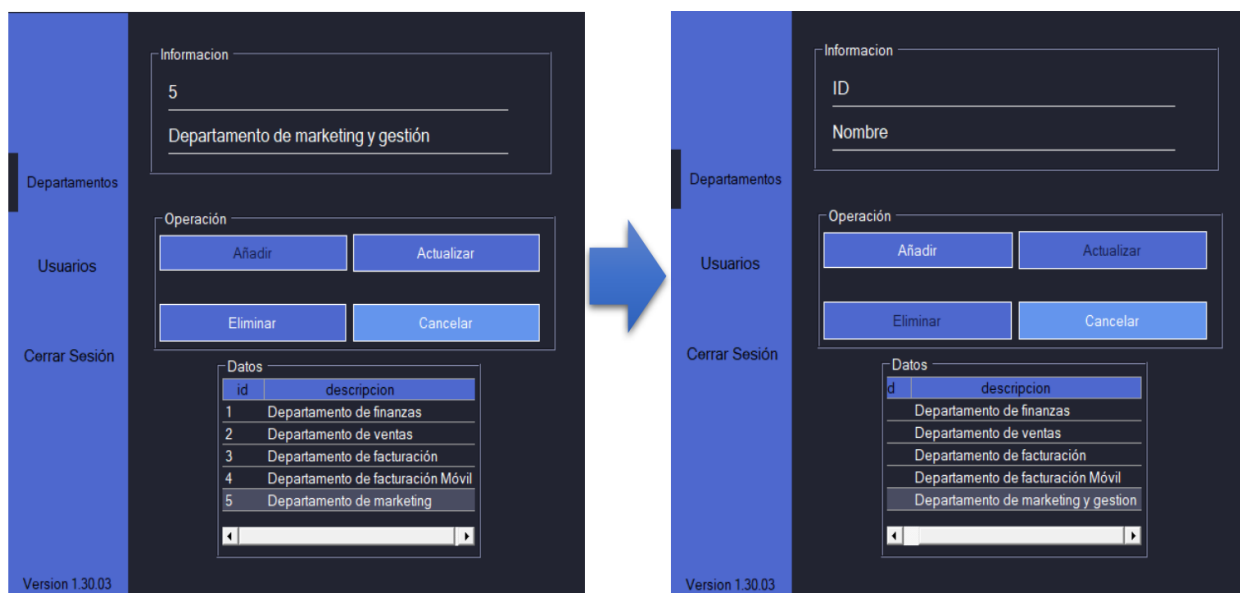 Informacion
5
Departamento de marketing y gestión
Departamentos
Operación
Añadir Actualizar
Usuarios
Eliminar Cancelar
Cerrar Sesión
Datos
id descripcion
1 Departamento de finanzas
2 Departamento de ventas
3 Departamento de facturación
4 Departamento de facturación Móvil
5 Departamento de marketing
Version 1.30.03
Informacion
ID
Nombre
Departamentos
Operación
Añadir Actualizar
Usuarios
Eliminar Cancelar
Cerrar Sesión
Datos
d descripcion
Departamento de finanzas
Departamento de ventas
Departamento de facturación
Departamento de facturación Móvil
Departamento de marketing y gestion
Version 1.30.03